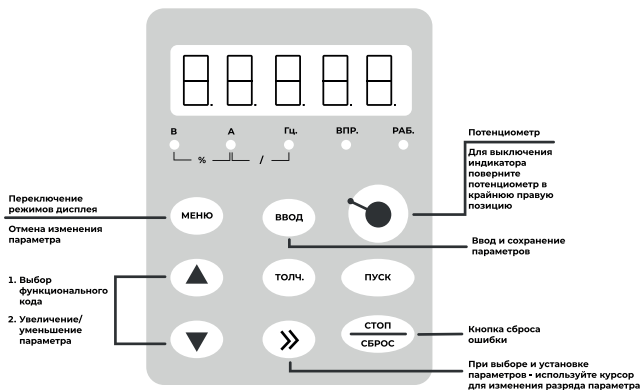 В А Гц. ВПР. РАБ.
% /
Потенциометр
Для выключения
индикатора
поверните
потенциометр в
крайнюю правую
позицию
Переключение
режимов дисплея
Отмена изменения
параметра
МЕНЮ ВВОД
Ввод и сохранение
параметров
1. Выбор
функционального
кода
2. Увеличение/
уменьшение
параметра
ТОЛЧ. ПУСК
СТОП
СБРОС
Кнопка сброса
ошибки
При выборе и установке
параметров - используйте курсор
для изменения разряда параметра